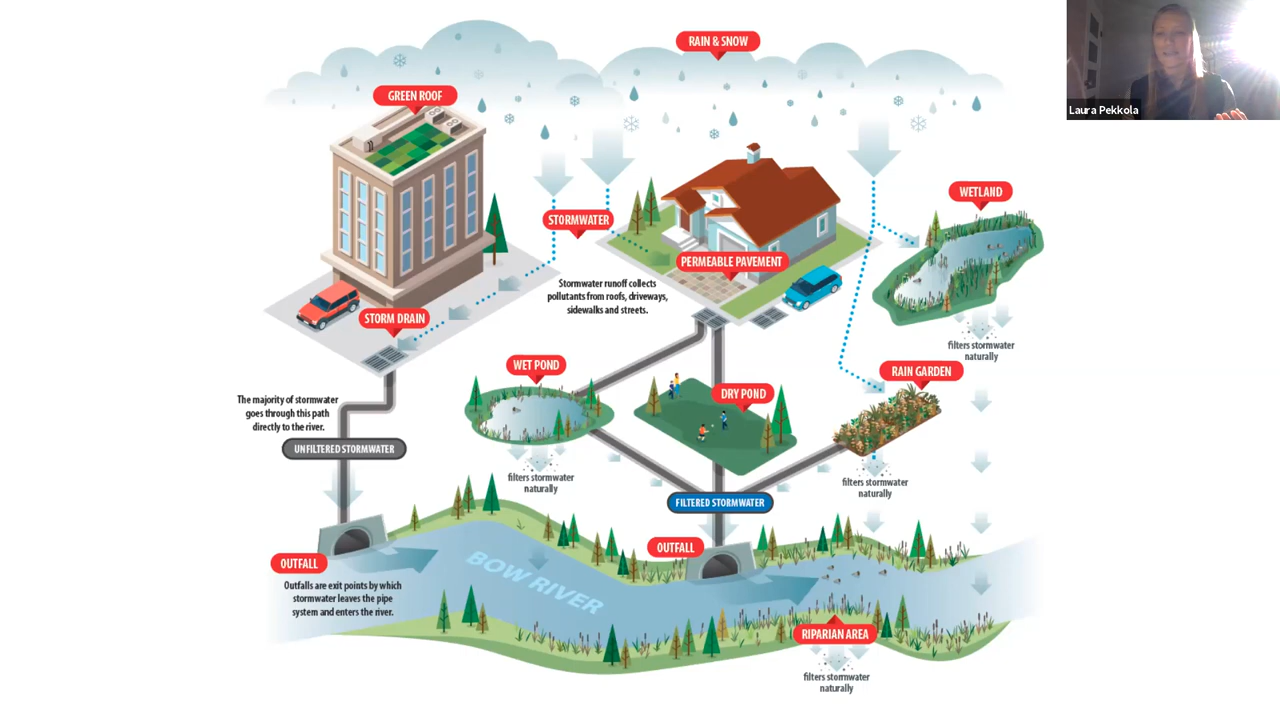 RAIN & SNOW
Laura Pekkola
GREEN ROOF
WETLAND
STORMWATER
PERMEABLE PAVEMENT
Stormwater runoff collects
pollutants from roofs, driveways,
sidewalks and streets.
STORM DRAIN
filters stormwater
naturally
WET POND
RAIN GARDEN
DRY POND
The majority of stormwater
goes through this path
directly to the river.
UNFILTERED STORMWATER
filters stormwater
naturally
filters stormwater
naturally
FILTERED STORMWATER
OUTFALL
OUTFALL
Outfalls are exit points by which
stormwater leaves the pipe
system and enters the river.
BOW RIVER
RIPARIAN AREA
filters stormwater
naturally